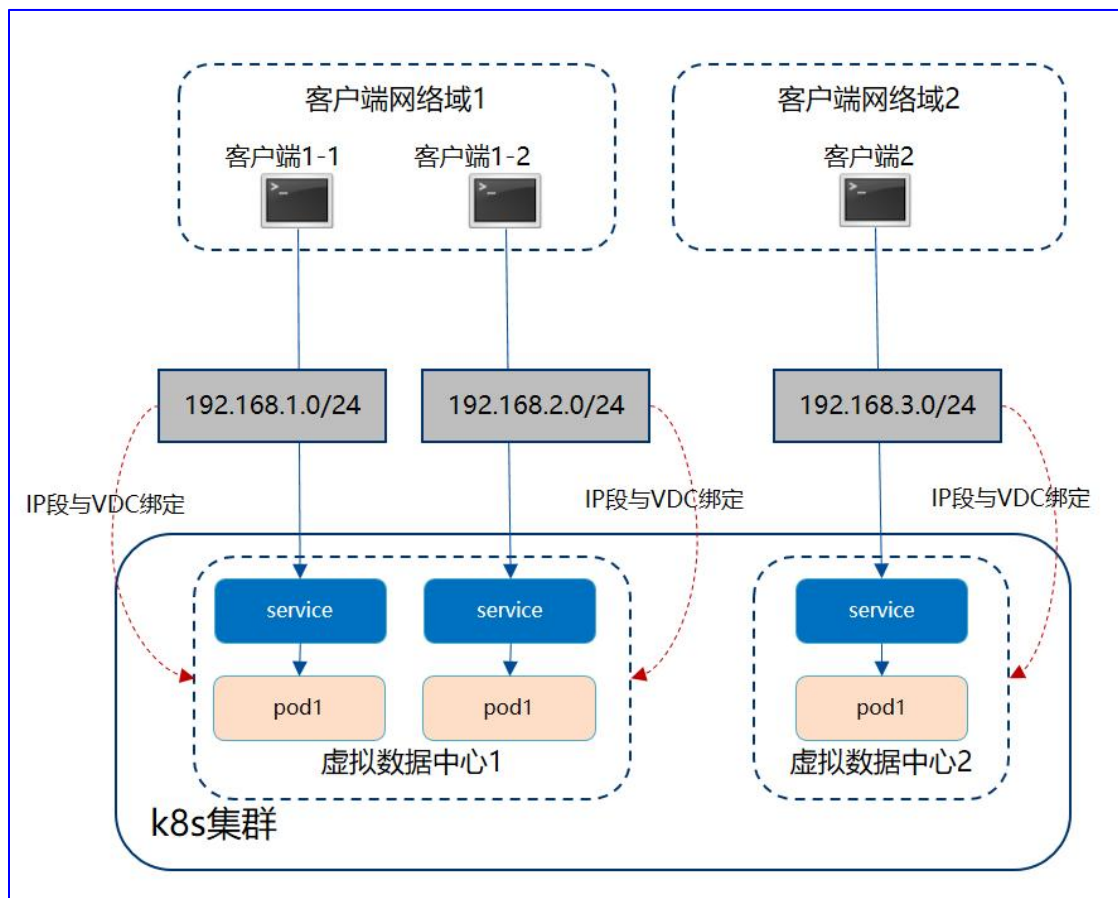 客户端网络域1
客户端网络域2
客户端1-1
客户端1-2
客户端2
>_
>_
>_
192.168.1.0/24
192.168.2.0/24
192.168.3.0/24
IP段与VDC绑定
IP段与VDC绑定
IP段与VDC绑定
service
service
service
pod1
pod1
pod1
虚拟数据中心1
虚拟数据中心2
k8s集群